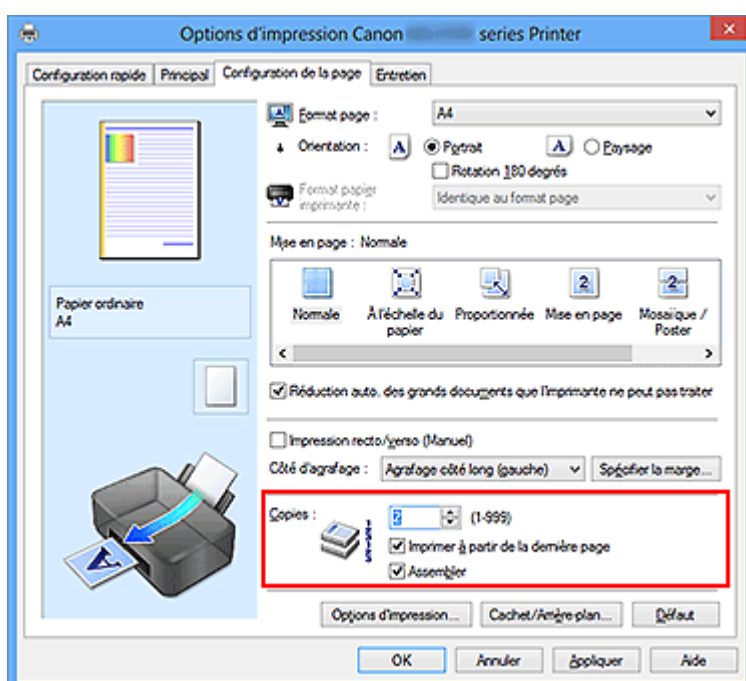 Options d'impression Canon series Printer
Configuration rapide Principal Configuration de la page Entretien
Format page : A4
Orientation : A Portrait A Paysage
Rotation 180 degrés
Format papier imprimante : Identique au format page
Mise en page : Normale
Normale À l'échelle du papier Proportionnée Mise en page Mosaïque / Poster
Papier ordinaire
A4
Réduction auto. des grands documents que l'imprimante ne peut pas traiter
Impression recto/verso (Manuel)
Côté d'agrafage : Agrafage côté long (gauche) Spécifier la marge...
Copies : 2 (1-999)
Imprimer à partir de la dernière page
Assembler
Options d'impression... Cachet/Arrière-plan... Défaut
OK Annuler Appliquer Aide